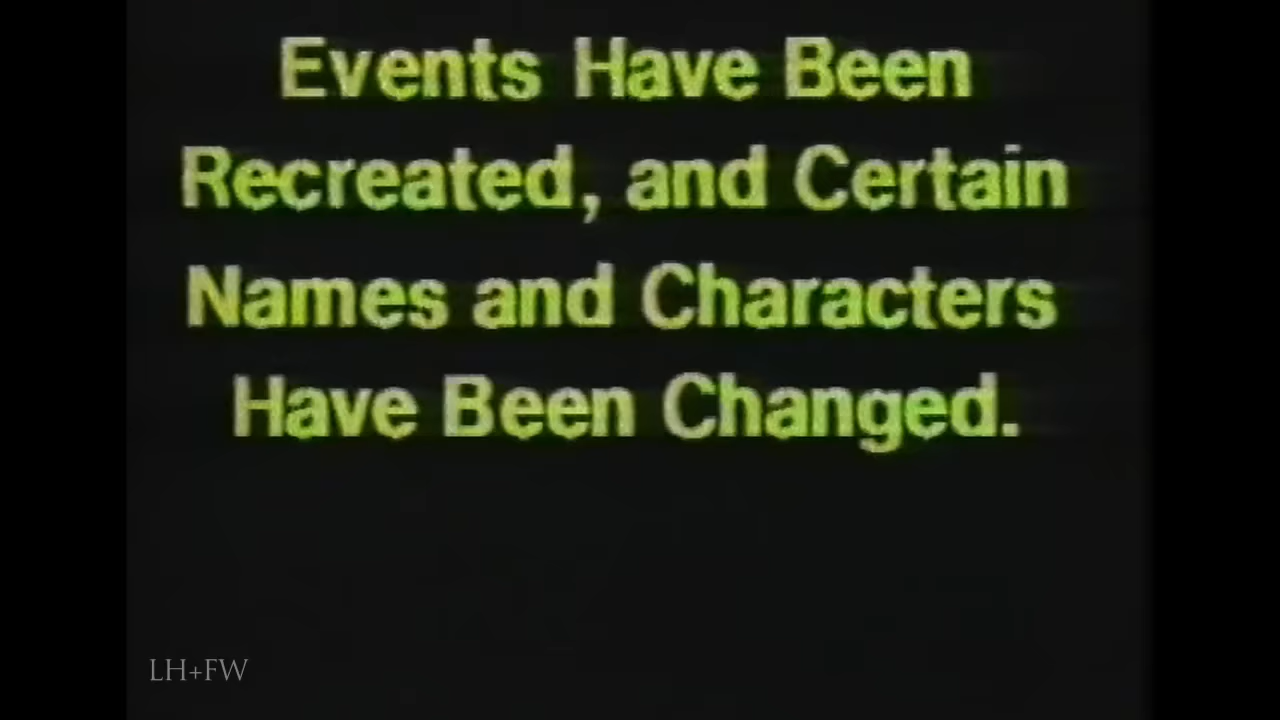 Events Have Been
Recreated, and Certain
Names and Characters
Have Been Changed.
LH+FW